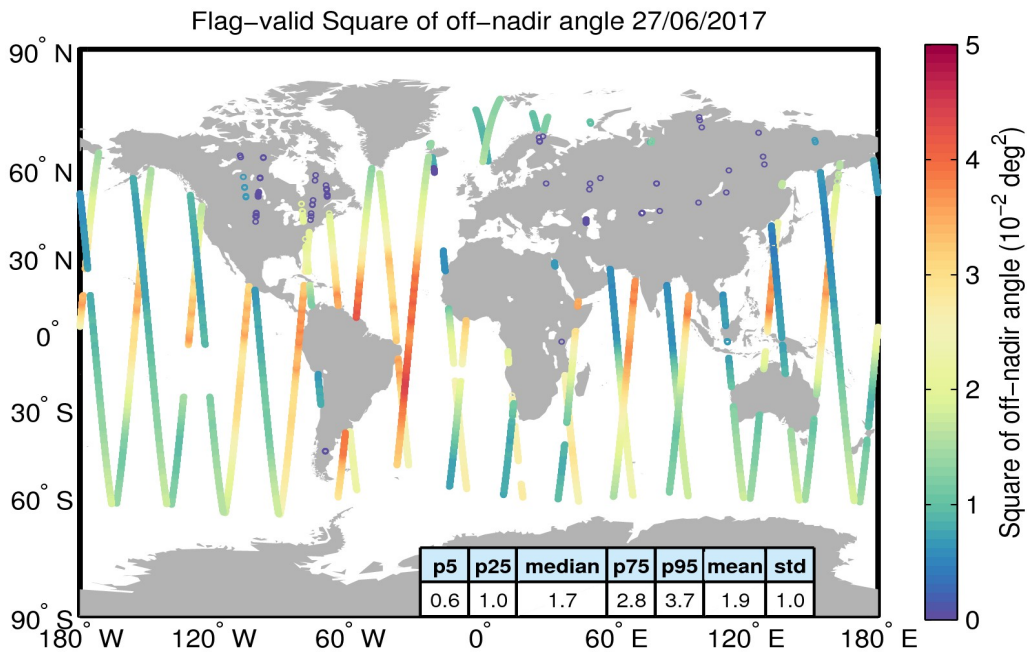 Flag−valid Square of off−nadir angle 27/06/2017
90° N
60° N
30° N
0°
30° S
60° S
90° S
180° W
120° W
60° W
0°
60° E
120° E
180° E
p5 p25 median p75 p95 mean std
0.6 1.0 1.7 2.8 3.7 1.9 1.0
5
4
3
2
1
0
Square of off−nadir angle (10⁻² deg²)